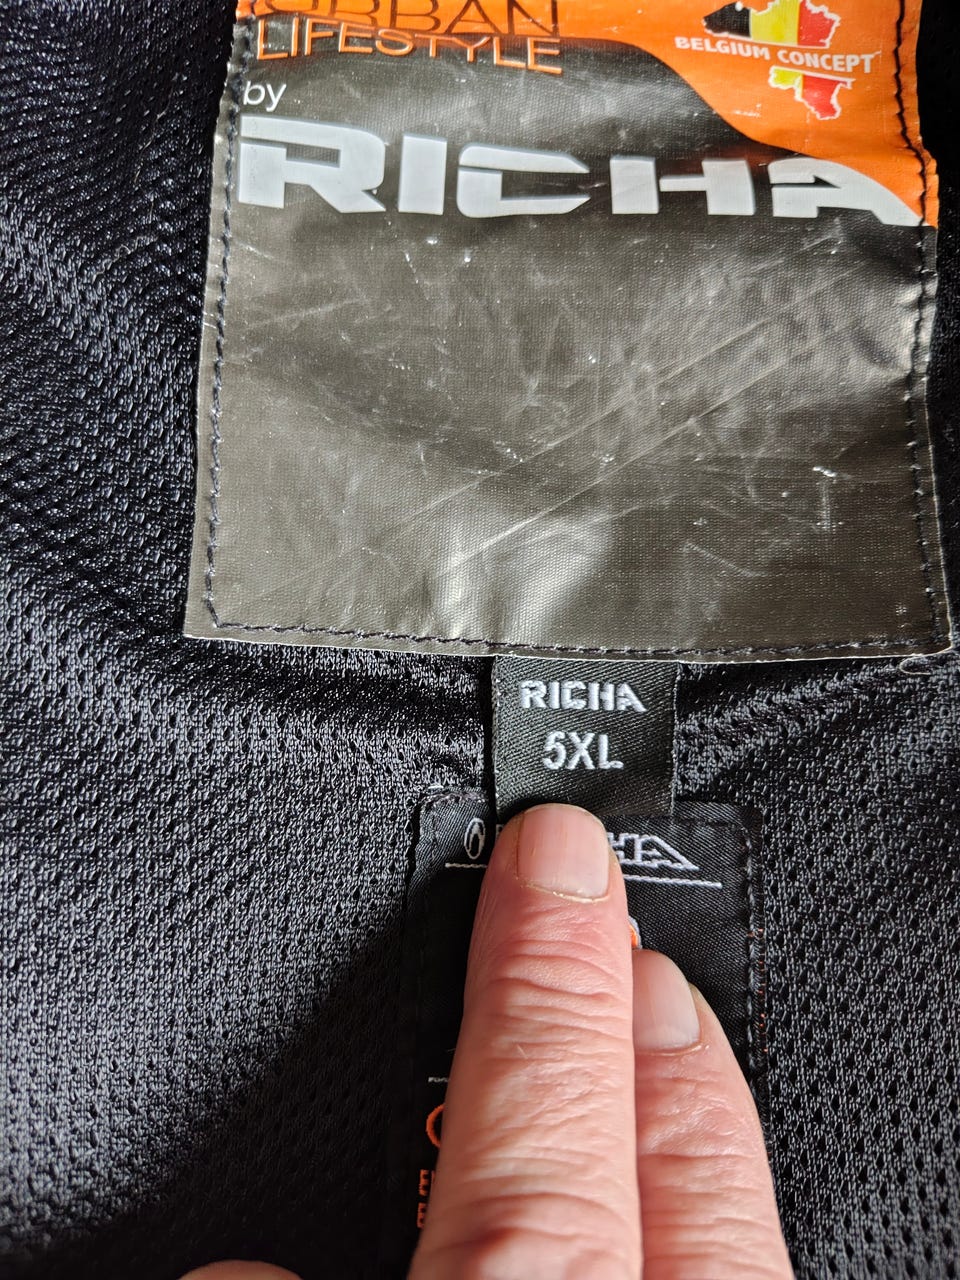 URBAN
LIFESTYLE
BELGIUM CONCEPT
by
RICHA
RICHA
5XL